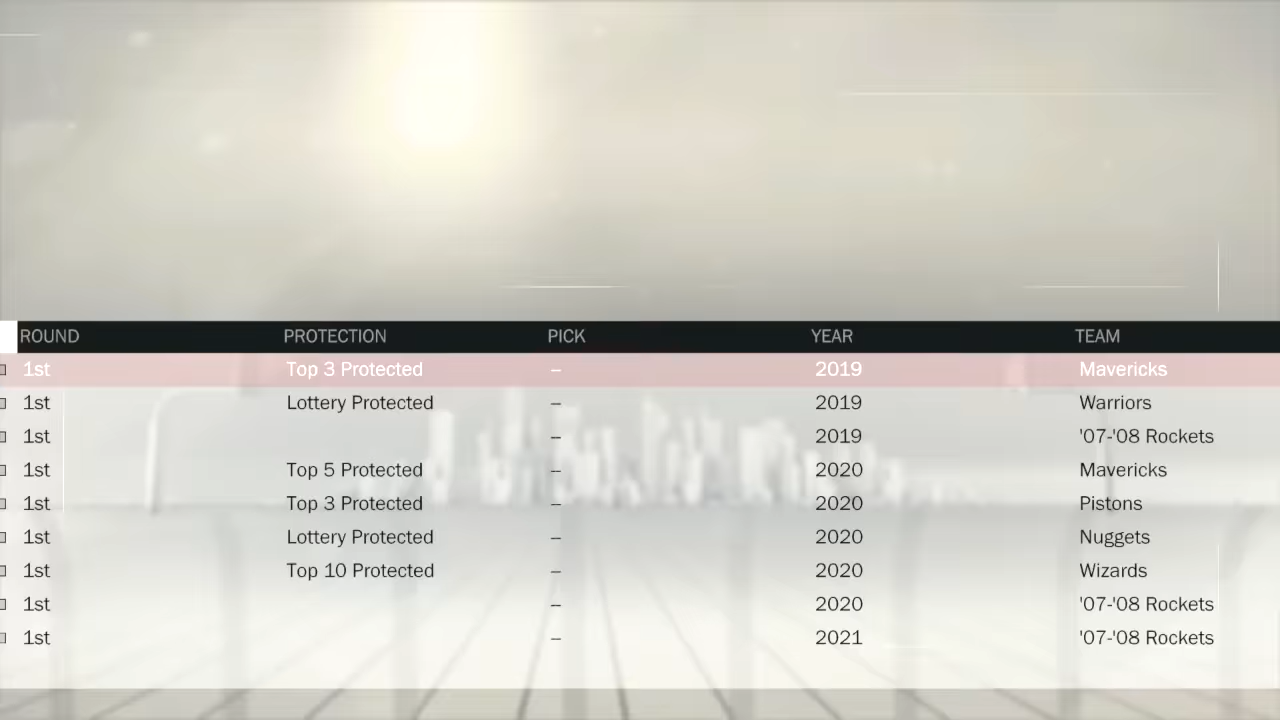 ROUND PROTECTION PICK YEAR TEAM
1st Top 3 Protected – 2019 Mavericks
1st Lottery Protected – 2019 Warriors
1st – 2019 '07-'08 Rockets
1st Top 5 Protected – 2020 Mavericks
1st Top 3 Protected – 2020 Pistons
1st Lottery Protected – 2020 Nuggets
1st Top 10 Protected – 2020 Wizards
1st – 2020 '07-'08 Rockets
1st – 2021 '07-'08 Rockets